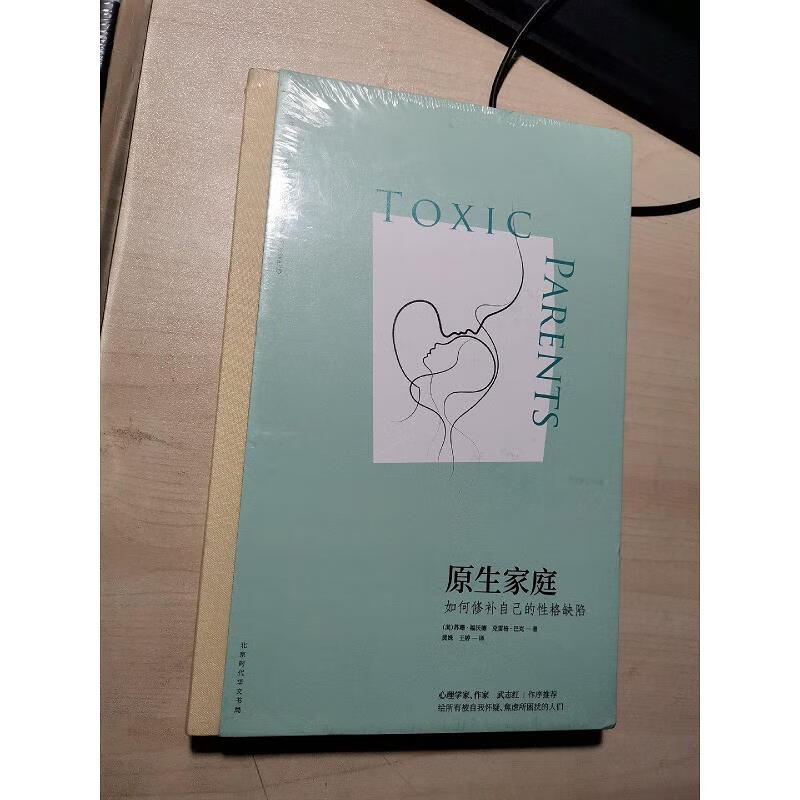 TOXIC
PARENTS
原生家庭
如何修补自己的性格缺陷
(美)苏珊·福沃德 克雷格·巴克—著
黄姝 王婷—译
心理学家、作家 武志红 | 作序推荐
给所有被自我怀疑、焦虑所困扰的人们
北京时代华文书局